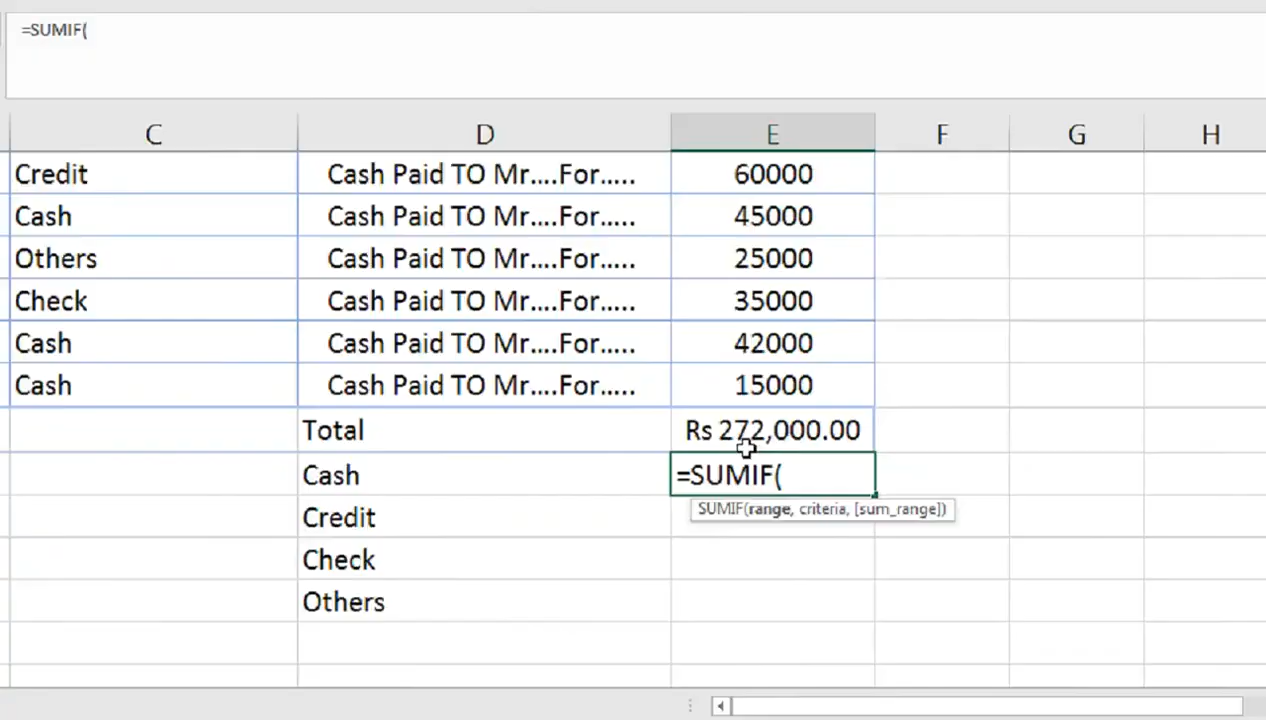 =SUMIF(
C D E F G H
Credit Cash Paid TO Mr....For..... 60000
Cash Cash Paid TO Mr....For..... 45000
Others Cash Paid TO Mr....For..... 25000
Check Cash Paid TO Mr....For..... 35000
Cash Cash Paid TO Mr....For..... 42000
Cash Cash Paid TO Mr....For..... 15000
Total Rs 272,000.00
Cash =SUMIF(
SUMIF(range, criteria, [sum_range])
Credit
Check
Others